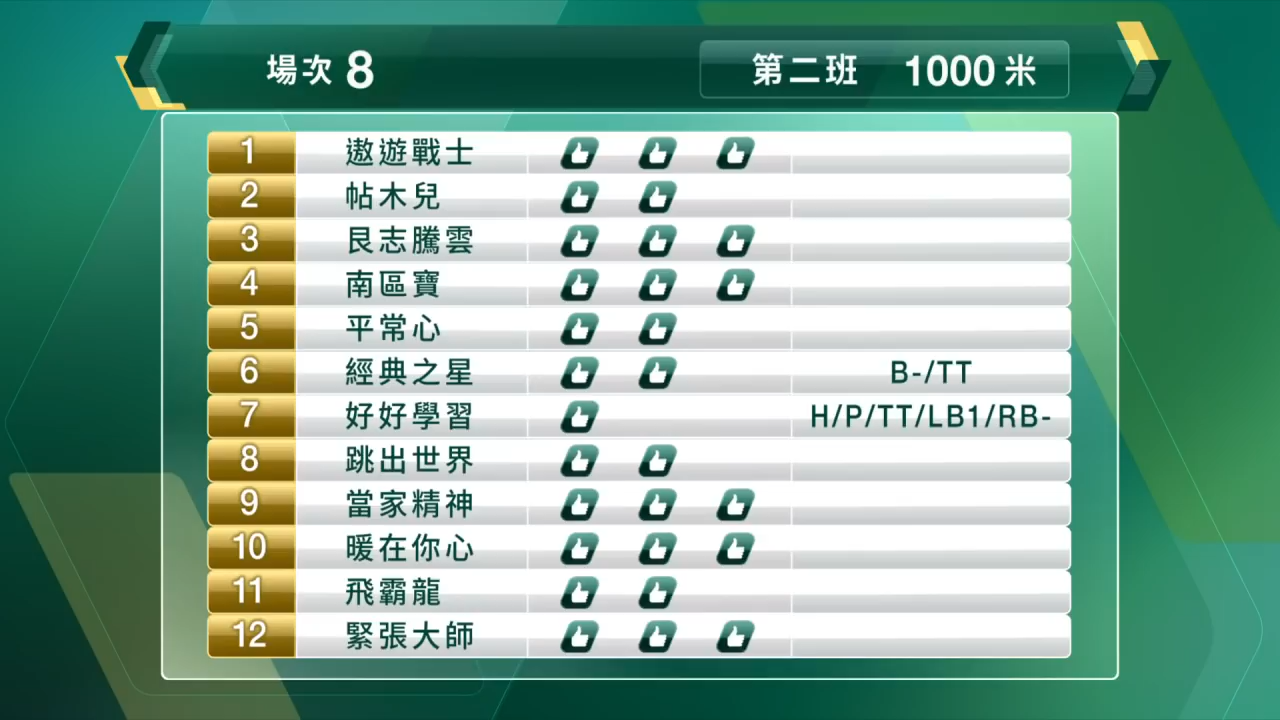 場次 8 第二班 1000 米
1 遨遊戰士
2 帖木兒
3 艮志騰雲
4 南區寶
5 平常心
6 經典之星 B-/TT
7 好好學習 H/P/TT/LB1/RB-
8 跳出世界
9 當家精神
10 暖在你心
11 飛霸龍
12 緊張大師